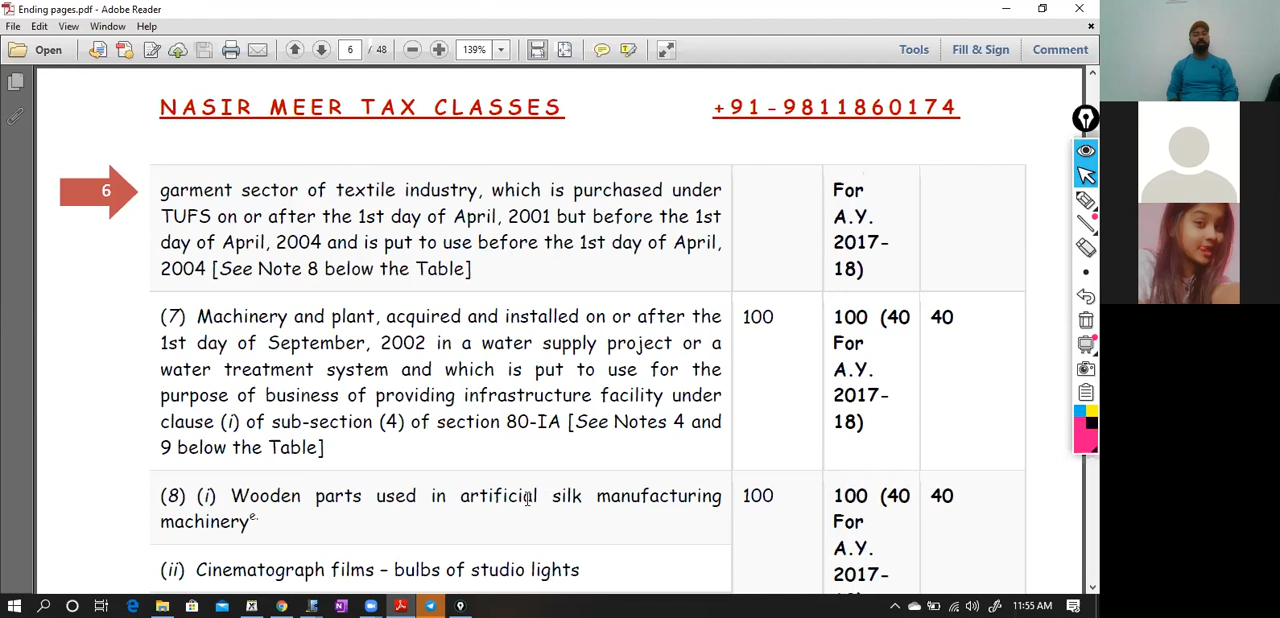 Ending pages.pdf - Adobe Reader
File Edit View Window Help
Open 6 / 48 139% Tools Fill & Sign Comment
NASIR MEER TAX CLASSES +91-9811860174
6
garment sector of textile industry, which is purchased under
TUFS on or after the 1st day of April, 2001 but before the 1st
day of April, 2004 and is put to use before the 1st day of April,
2004 [See Note 8 below the Table]
For
A.Y.
2017-
18)
(7) Machinery and plant, acquired and installed on or after the
1st day of September, 2002 in a water supply project or a
water treatment system and which is put to use for the
purpose of business of providing infrastructure facility under
clause (i) of sub-section (4) of section 80-IA [See Notes 4 and
9 below the Table]
100
100 (40
For
A.Y.
2017-
18)
40
(8) (i) Wooden parts used in artificial silk manufacturing
machinery e.
(ii) Cinematograph films – bulbs of studio lights
100
100 (40
For
A.Y.
2017-
40
11:55 AM